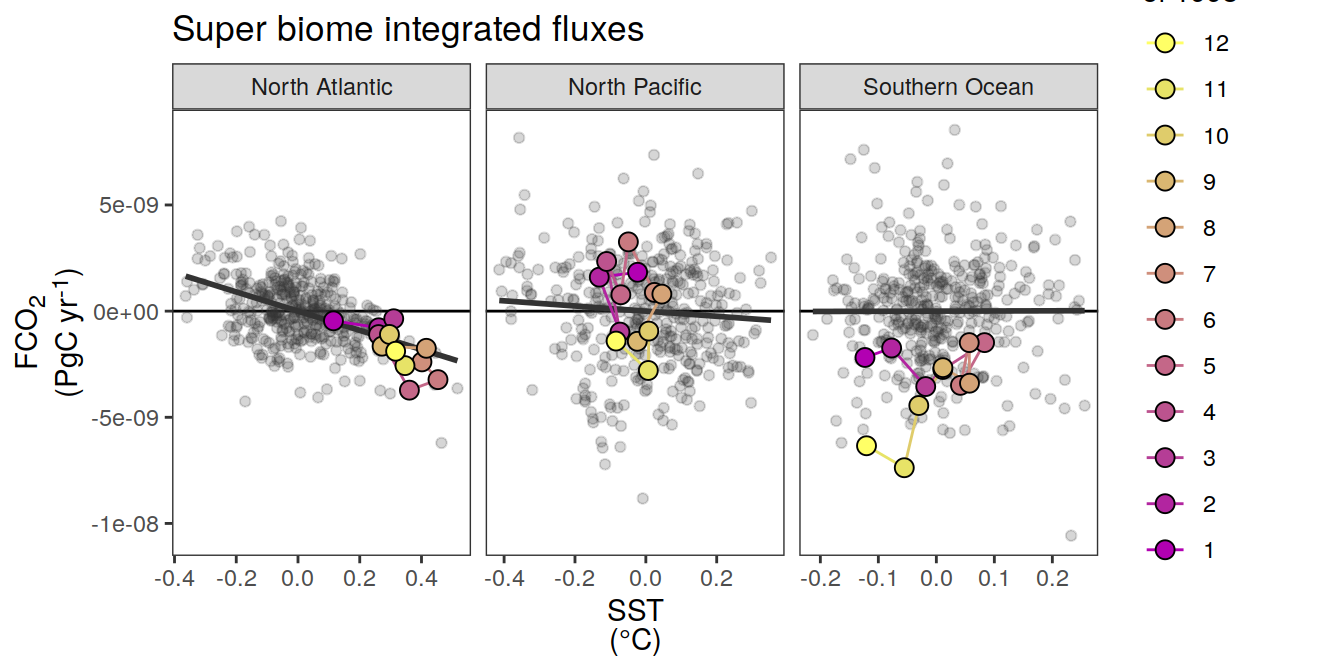 Super biome integrated fluxes
North Atlantic
North Pacific
Southern Ocean
5e-09
0e+00
-5e-09
-1e-08
FCO₂
(PgC yr⁻¹)
-0.4 -0.2 0.0 0.2 0.4
-0.4 -0.2 0.0 0.2
-0.2 -0.1 0.0 0.1 0.2
SST
(°C)
12
11
10
9
8
7
6
5
4
3
2
1